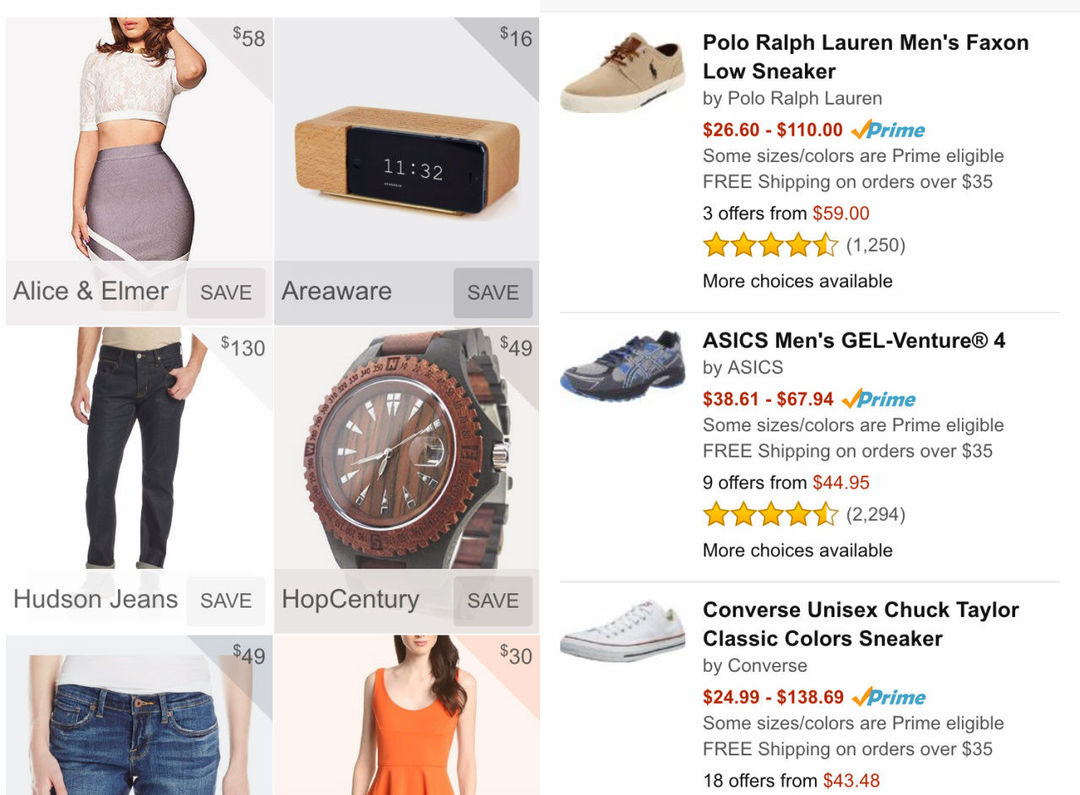 $58
$16
11:32
Alice & Elmer
SAVE
Areaware
SAVE
$130
$49
Hudson Jeans
SAVE
HopCentury
SAVE
$49
$30
Polo Ralph Lauren Men's Faxon
Low Sneaker
by Polo Ralph Lauren
$26.60 - $110.00 Prime
Some sizes/colors are Prime eligible
FREE Shipping on orders over $35
3 offers from $59.00
(1,250)
More choices available
ASICS Men's GEL-Venture® 4
by ASICS
$38.61 - $67.94 Prime
Some sizes/colors are Prime eligible
FREE Shipping on orders over $35
9 offers from $44.95
(2,294)
More choices available
Converse Unisex Chuck Taylor
Classic Colors Sneaker
by Converse
$24.99 - $138.69 Prime
Some sizes/colors are Prime eligible
FREE Shipping on orders over $35
18 offers from $43.48